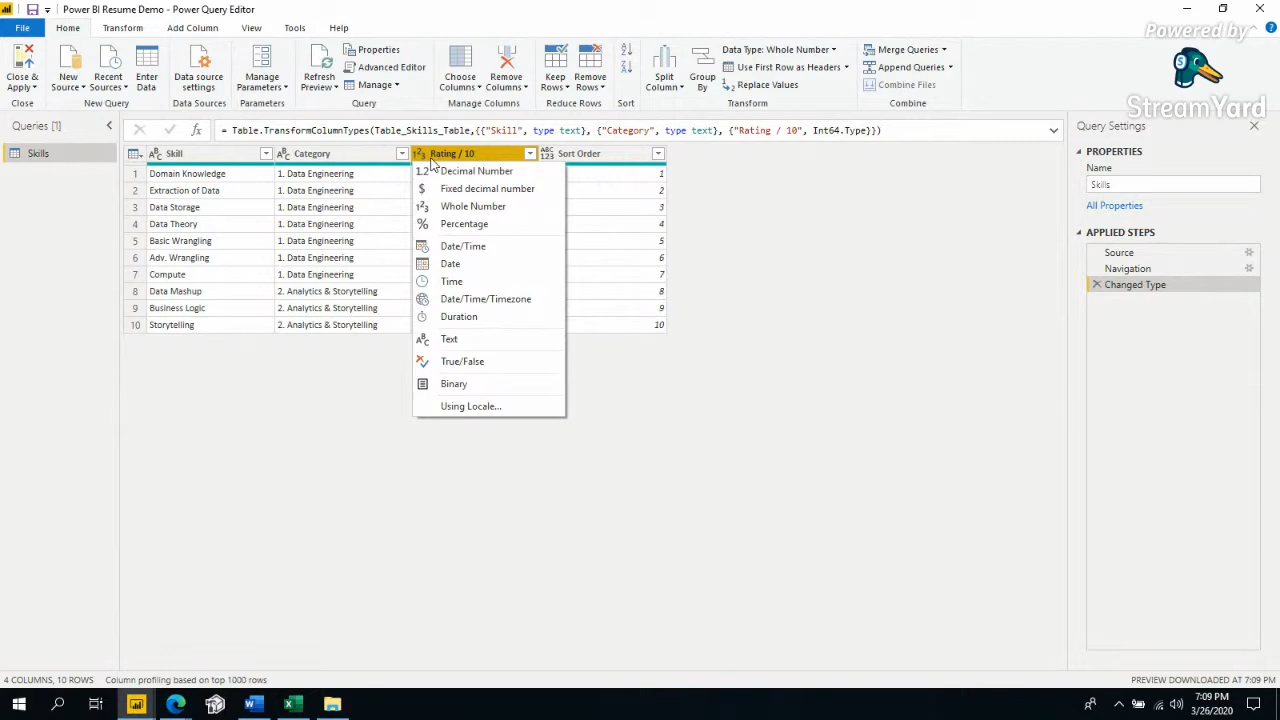 Power BI Resume Demo - Power Query Editor
File Home Transform Add Column View Tools Help
Powered by
StreamYard
Close & Apply
New Source
Recent Sources
Enter Data
Data source settings
Manage Parameters
Refresh Preview
Properties
Advanced Editor
Manage
Choose Columns
Remove Columns
Keep Rows
Remove Rows
Split Column
Group By
Data Type: Whole Number
Use First Row as Headers
Replace Values
Merge Queries
Append Queries
Combine Files
Close New Query Data Sources Parameters Query Manage Columns Reduce Rows Sort Transform Combine
Queries [1]
= Table.TransformColumnTypes(Table_Skills_Table,{{"Skill", type text}, {"Category", type text}, {"Rating / 10", Int64.Type}})
Skills
Skill Category Rating / 10 Sort Order
1 Domain Knowledge 1. Data Engineering 1
2 Extraction of Data 1. Data Engineering 2
3 Data Storage 1. Data Engineering 3
4 Data Theory 1. Data Engineering 4
5 Basic Wrangling 1. Data Engineering 5
6 Adv. Wrangling 1. Data Engineering 6
7 Compute 1. Data Engineering 7
8 Data Mashup 2. Analytics & Storytelling 8
9 Business Logic 2. Analytics & Storytelling 9
10 Storytelling 2. Analytics & Storytelling 10
1.2 Decimal Number
$ Fixed decimal number
Whole Number
% Percentage
Date/Time
Date
Time
Date/Time/Timezone
Duration
Text
True/False
Binary
Using Locale...
Query Settings
PROPERTIES
Name
Skills
All Properties
APPLIED STEPS
Source
Navigation
Changed Type
4 COLUMNS, 10 ROWS Column profiling based on top 1000 rows
PREVIEW DOWNLOADED AT 7:09 PM
7:09 PM
3/26/2020